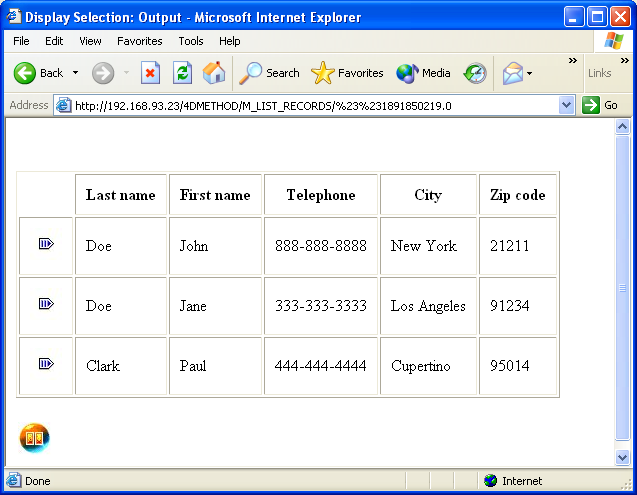 Display Selection: Output - Microsoft Internet Explorer
File Edit View Favorites Tools Help
Back Search Favorites Media » Links »
Address http://192.168.93.23/4DMETHOD/M_LIST_RECORDS/%23%231891850219.0 Go
Last name First name Telephone City Zip code
Doe John 888-888-8888 New York 21211
Doe Jane 333-333-3333 Los Angeles 91234
Clark Paul 444-444-4444 Cupertino 95014
Done Internet